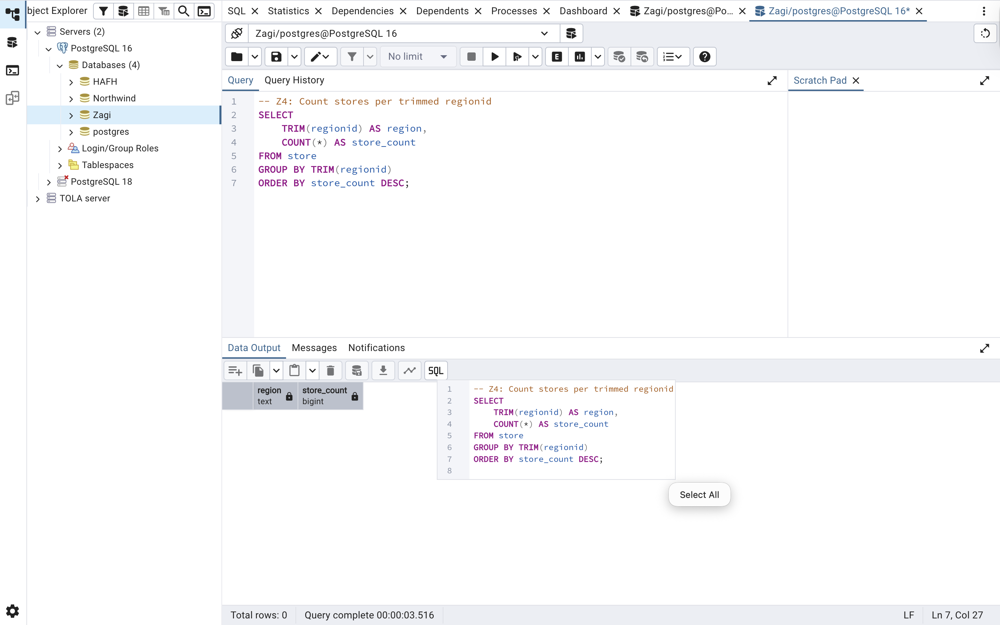 bject Explorer
SQL Statistics Dependencies Dependents Processes Dashboard Zagi/postgres@Po... Zagi/postgres@PostgreSQL 16*
Servers (2)
PostgreSQL 16
Databases (4)
HAFH
Northwind
Zagi
postgres
Login/Group Roles
Tablespaces
PostgreSQL 18
TOLA server
Zagi/postgres@PostgreSQL 16
No limit
E
Query Query History
Scratch Pad
1 -- Z4: Count stores per trimmed regionid
2 SELECT
3 TRIM(regionid) AS region,
4 COUNT(*) AS store_count
5 FROM store
6 GROUP BY TRIM(regionid)
7 ORDER BY store_count DESC;
Data Output Messages Notifications
SQL
region store_count
text bigint
1 -- Z4: Count stores per trimmed regionid
2 SELECT
3 TRIM(regionid) AS region,
4 COUNT(*) AS store_count
5 FROM store
6 GROUP BY TRIM(regionid)
7 ORDER BY store_count DESC;
8
Select All
Total rows: 0 Query complete 00:00:03.516 LF Ln 7, Col 27